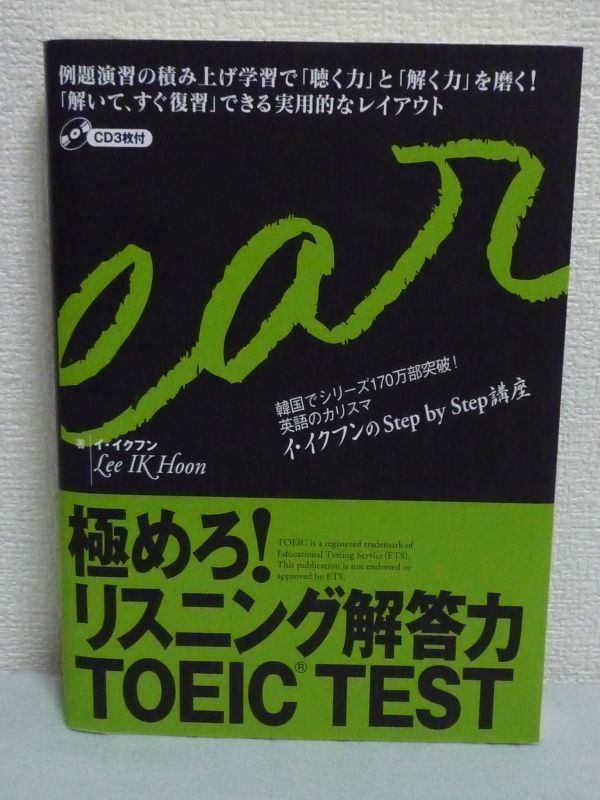 例題演習の積み上げ学習で「聴く力」と「解く力」を磨く!
「解いて、すぐ復習」できる実用的なレイアウト
CD3枚付
ear
韓国でシリーズ170万部突破!
英語のカリスマ
イ・イクフンのStep by Step講座
著 イ・イクフン
Lee IK Hoon
極めろ!
TOEIC is a registered trademark of
Educational Testing Service (ETS).
This publication is not endorsed or
approved by ETS.
リスニング解答力
TOEIC® TEST